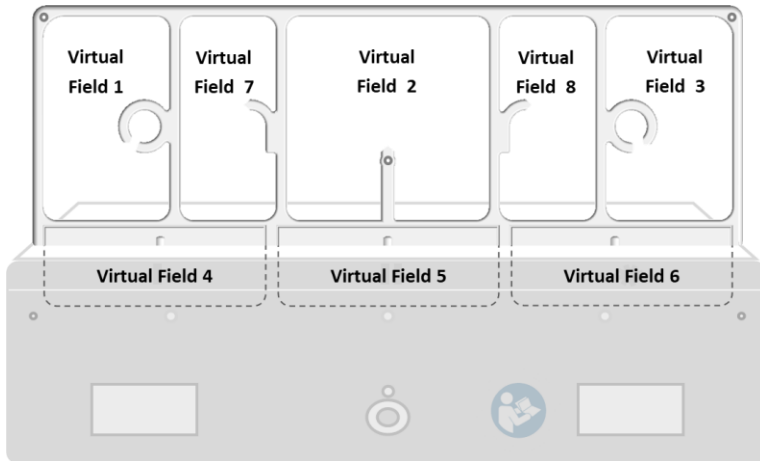 Virtual
Field 1
Virtual
Field 7
Virtual
Field 2
Virtual
Field 8
Virtual
Field 3
Virtual Field 4
Virtual Field 5
Virtual Field 6